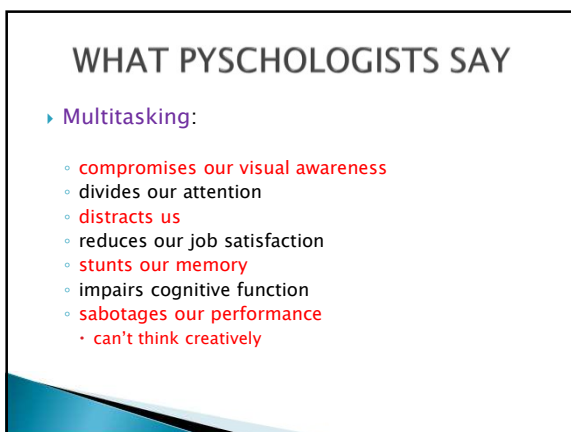 WHAT PYSCHOLOGISTS SAY
Multitasking:
compromises our visual awareness
divides our attention
distracts us
reduces our job satisfaction
stunts our memory
impairs cognitive function
sabotages our performance
can't think creatively